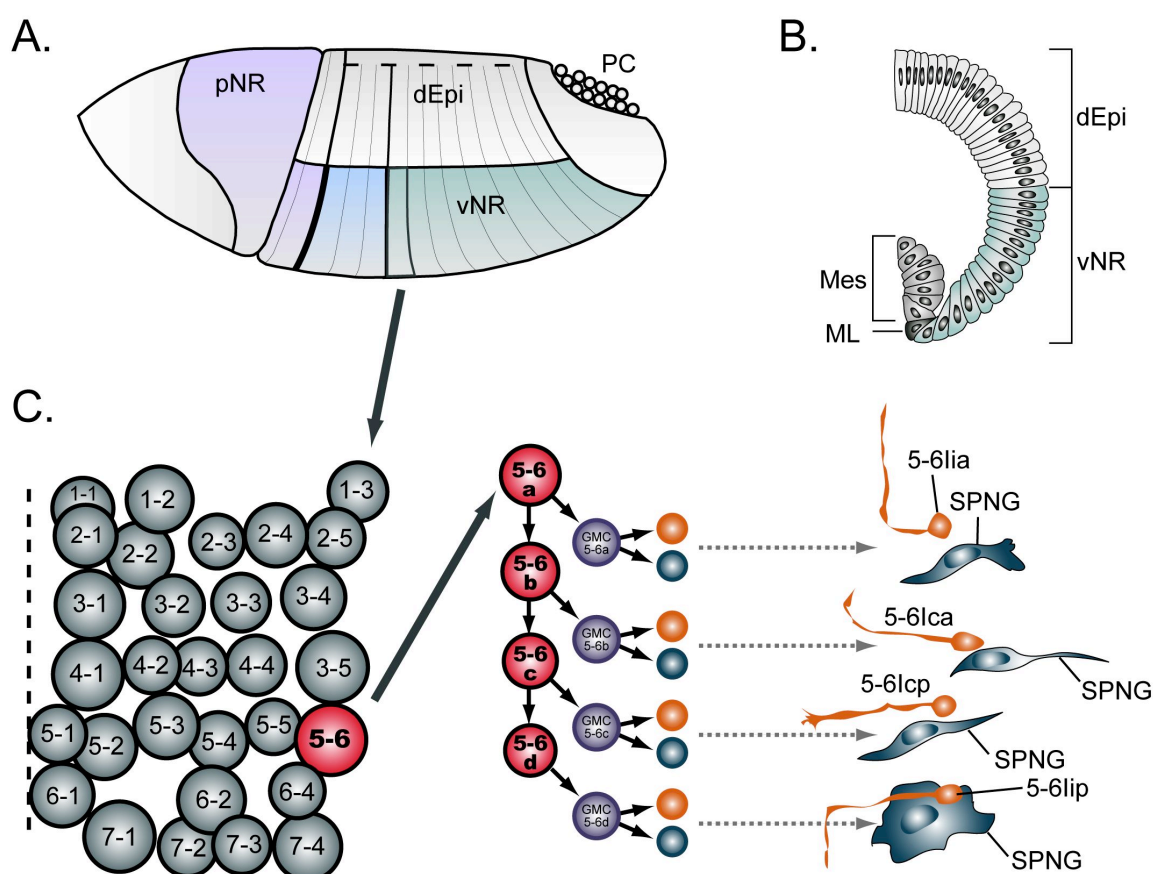 A.
pNR
dEpi
PC
vNR
B.
dEpi
vNR
Mes
ML
C.
1-1
1-2
1-3
2-1
2-2
2-3
2-4
2-5
3-1
3-2
3-3
3-4
4-1
4-2
4-3
4-4
3-5
5-1
5-2
5-3
5-4
5-5
5-6
6-1
6-2
6-4
7-1
7-2
7-3
7-4
5-6
a
GMC
5-6a
5-6
b
GMC
5-6b
5-6
c
GMC
5-6c
5-6
d
GMC
5-6d
5-6Iia
SPNG
5-6Ica
SPNG
5-6Icp
SPNG
5-6Iip
SPNG